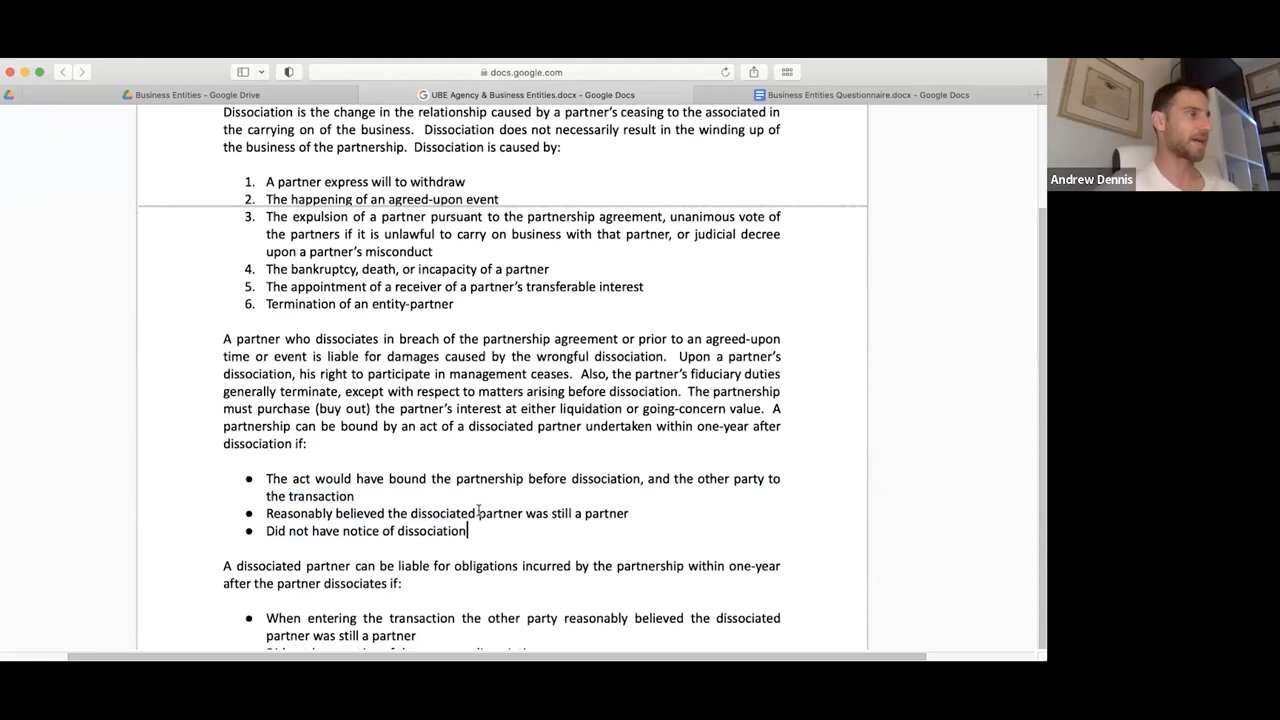 docs.google.com
Business Entities - Google Drive
UBE Agency & Business Entities.docx - Google Docs
Business Entities Questionnaire.docx - Google Docs
Dissociation is the change in the relationship caused by a partner's ceasing to the associated in
the carrying on of the business. Dissociation does not necessarily result in the winding up of
the business of the partnership. Dissociation is caused by:
1. A partner express will to withdraw
2. The happening of an agreed-upon event
3. The expulsion of a partner pursuant to the partnership agreement, unanimous vote of
the partners if it is unlawful to carry on business with that partner, or judicial decree
upon a partner's misconduct
4. The bankruptcy, death, or incapacity of a partner
5. The appointment of a receiver of a partner's transferable interest
6. Termination of an entity-partner
A partner who dissociates in breach of the partnership agreement or prior to an agreed-upon
time or event is liable for damages caused by the wrongful dissociation. Upon a partner's
dissociation, his right to participate in management ceases. Also, the partner's fiduciary duties
generally terminate, except with respect to matters arising before dissociation. The partnership
must purchase (buy out) the partner's interest at either liquidation or going-concern value. A
partnership can be bound by an act of a dissociated partner undertaken within one-year after
dissociation if:
● The act would have bound the partnership before dissociation, and the other party to
the transaction
● Reasonably believed the dissociated partner was still a partner
● Did not have notice of dissociation
A dissociated partner can be liable for obligations incurred by the partnership within one-year
after the partner dissociates if:
● When entering the transaction the other party reasonably believed the dissociated
partner was still a partner
Andrew Dennis